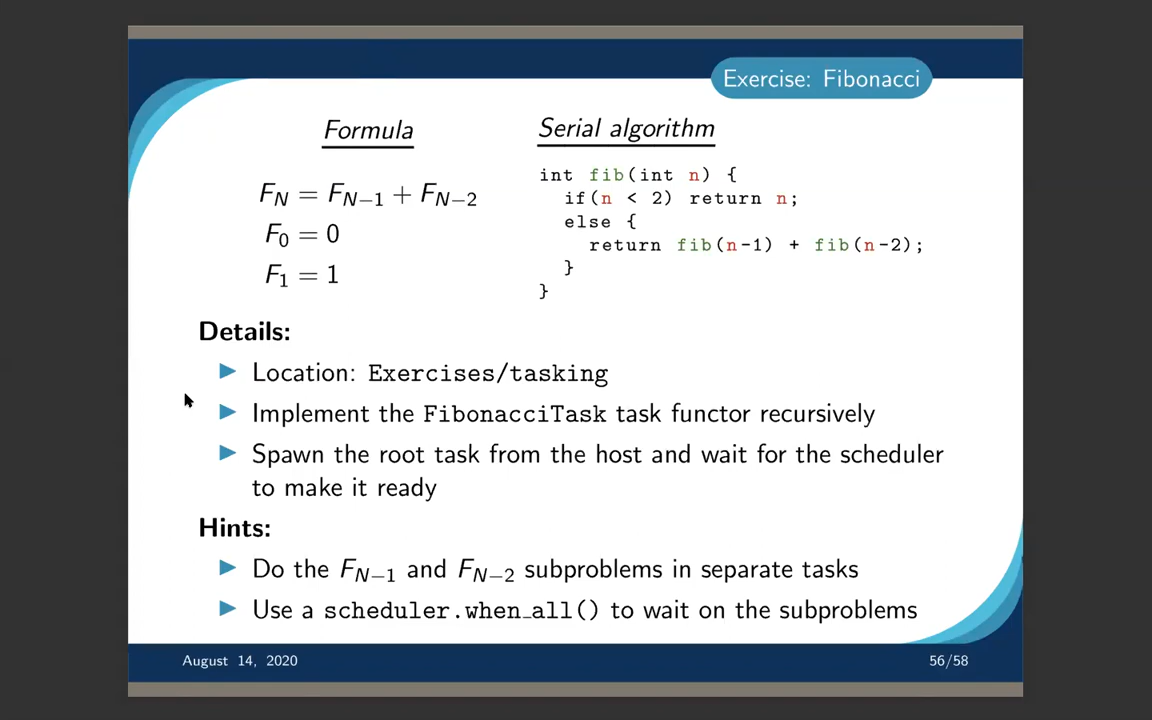 Exercise: Fibonacci
Formula
F_N = F_{N−1} + F_{N−2}
F_0 = 0
F_1 = 1
Serial algorithm
int fib(int n) {
  if(n < 2) return n;
  else {
    return fib(n-1) + fib(n-2);
  }
}
Details:
▶ Location: Exercises/tasking
▶ Implement the FibonacciTask task functor recursively
▶ Spawn the root task from the host and wait for the scheduler
to make it ready
Hints:
▶ Do the F_{N−1} and F_{N−2} subproblems in separate tasks
▶ Use a scheduler.when_all() to wait on the subproblems
August 14, 2020
56/58